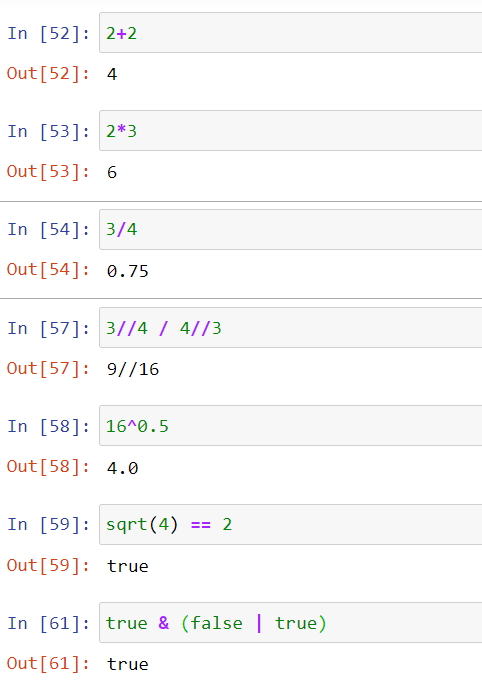 In [52]: 2+2
Out[52]: 4
In [53]: 2*3
Out[53]: 6
In [54]: 3/4
Out[54]: 0.75
In [57]: 3//4 / 4//3
Out[57]: 9//16
In [58]: 16^0.5
Out[58]: 4.0
In [59]: sqrt(4) == 2
Out[59]: true
In [61]: true & (false | true)
Out[61]: true